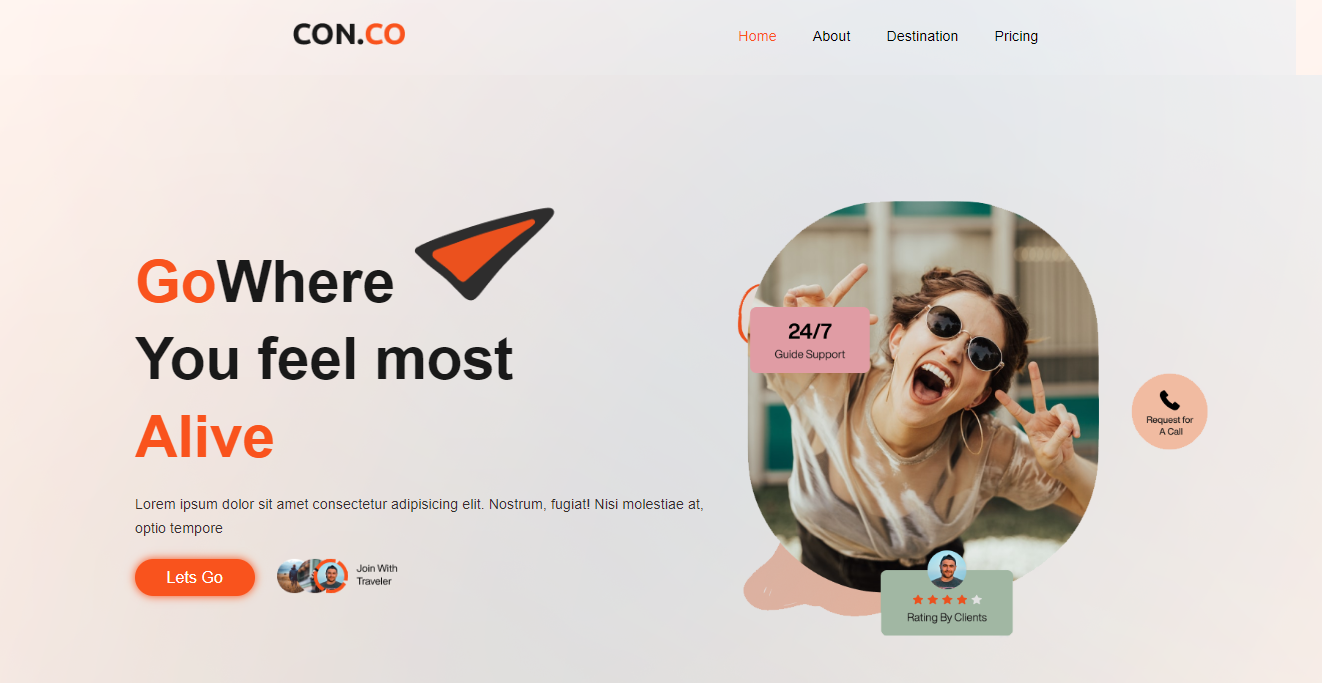 CON.CO
Home About Destination Pricing
GoWhere
You feel most
Alive
Lorem ipsum dolor sit amet consectetur adipisicing elit. Nostrum, fugiat! Nisi molestiae at,
optio tempore
Lets Go
Join With
Traveler
24/7
Guide Support
Request for
A Call
Rating By Clients